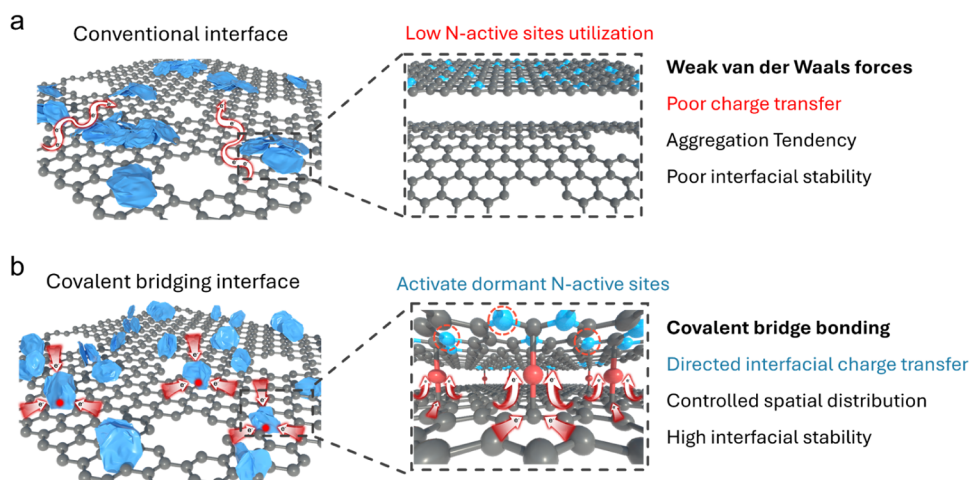 a
Conventional interface
Low N-active sites utilization
Weak van der Waals forces
Poor charge transfer
Aggregation Tendency
Poor interfacial stability
b
Covalent bridging interface
Activate dormant N-active sites
Covalent bridge bonding
Directed interfacial charge transfer
Controlled spatial distribution
High interfacial stability